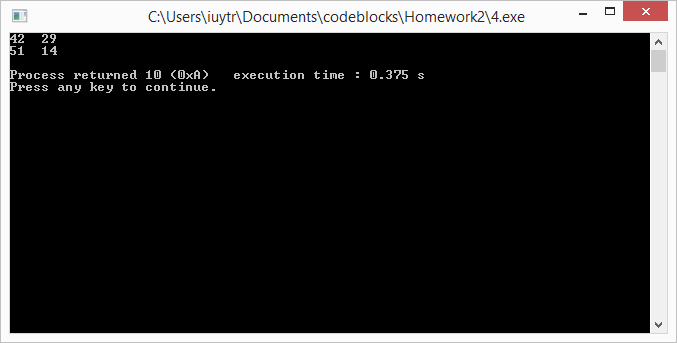 C:\Users\iuytr\Documents\codeblocks\Homework2\4.exe
42  29
51  14
Process returned 10 (0xA)   execution time : 0.375 s
Press any key to continue.